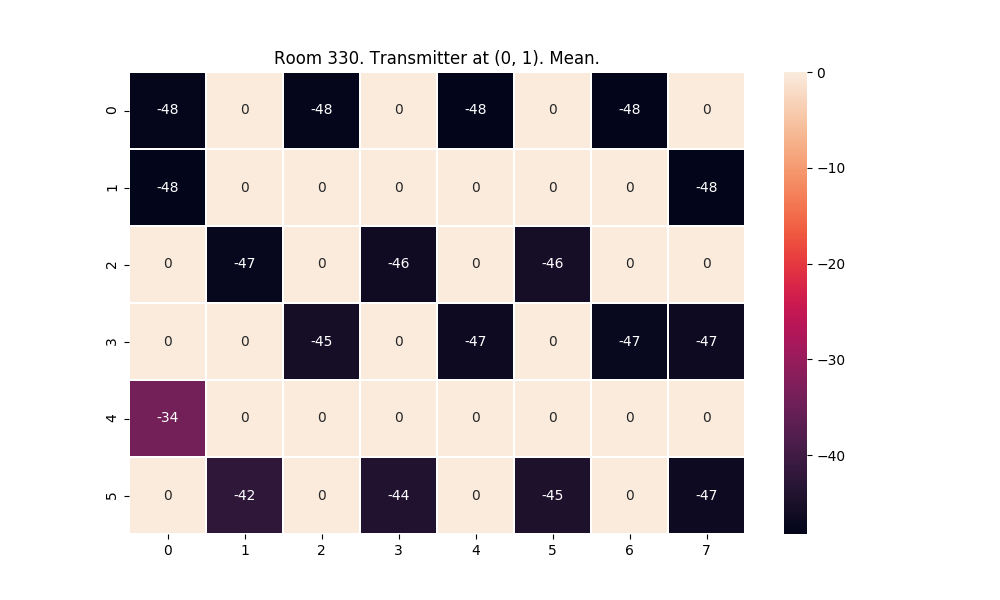 Room 330. Transmitter at (0, 1). Mean.
0 -48 0 -48 0 -48 0 -48 0
1 -48 0 0 0 0 0 0 -48
2 0 -47 0 -46 0 -46 0 0
3 0 0 -45 0 -47 0 -47 -47
4 -34 0 0 0 0 0 0 0
5 0 -42 0 -44 0 -45 0 -47
0 1 2 3 4 5 6 7
0
−10
−20
−30
−40